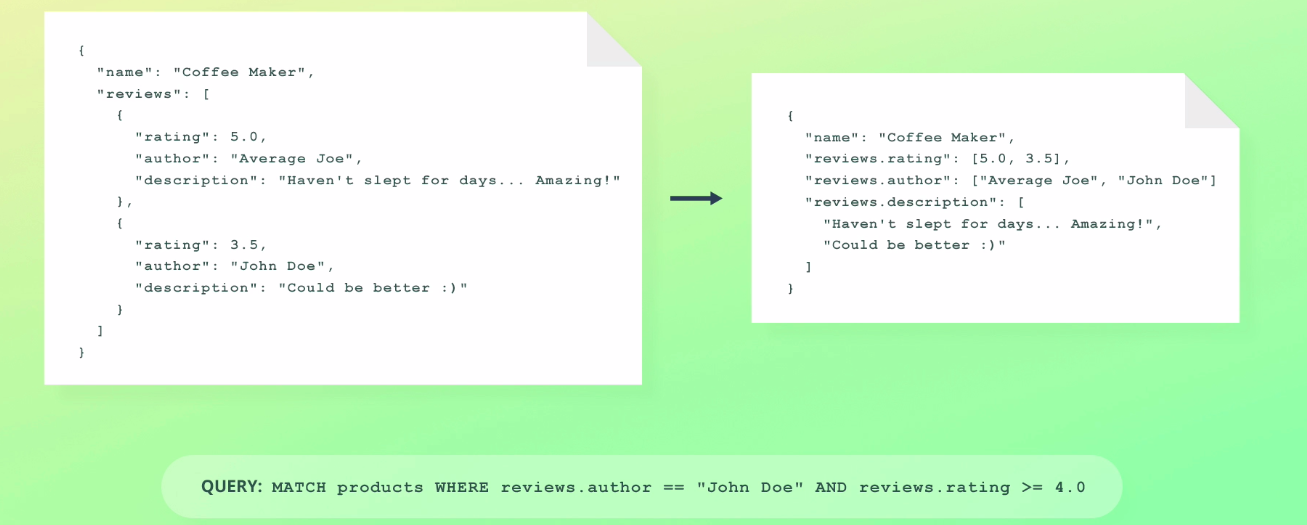 {
  "name": "Coffee Maker",
  "reviews": [
    {
      "rating": 5.0,
      "author": "Average Joe",
      "description": "Haven't slept for days... Amazing!"
    },
    {
      "rating": 3.5,
      "author": "John Doe",
      "description": "Could be better :)"
    }
  ]
}
{
  "name": "Coffee Maker",
  "reviews.rating": [5.0, 3.5],
  "reviews.author": ["Average Joe", "John Doe"]
  "reviews.description": [
    "Haven't slept for days... Amazing!",
    "Could be better :)"
  ]
}
QUERY: MATCH products WHERE reviews.author == "John Doe" AND reviews.rating >= 4.0